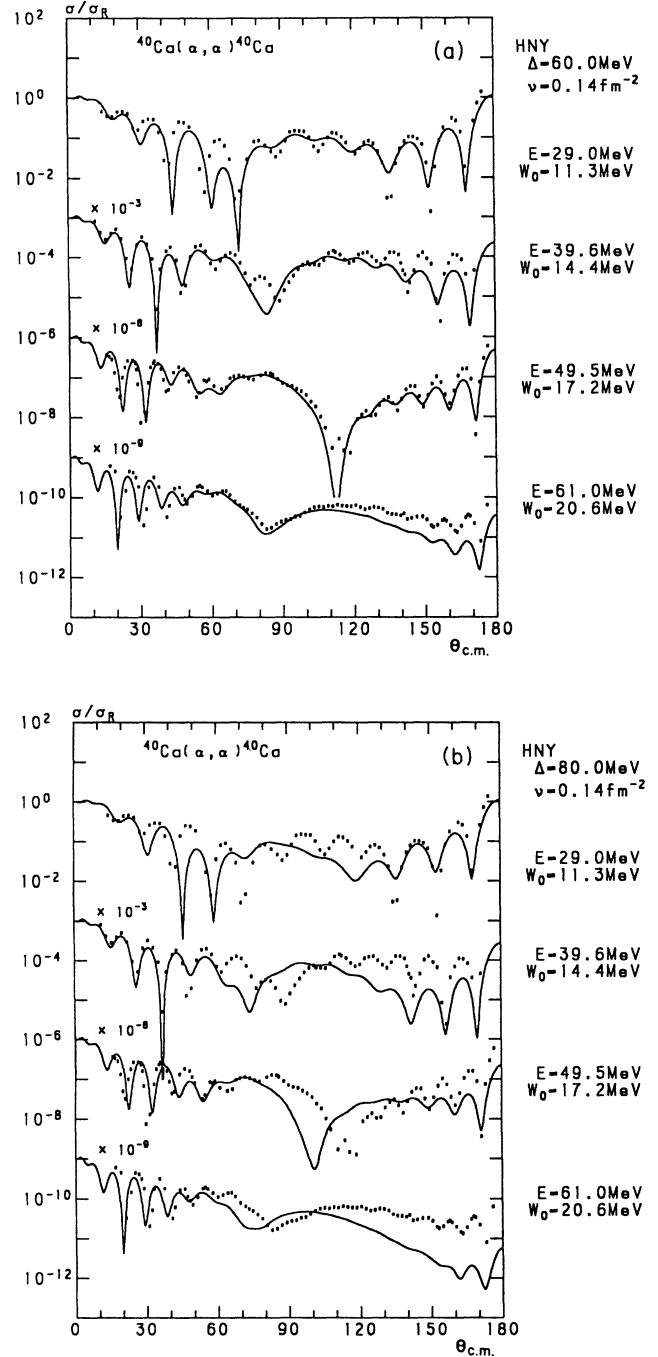 σ/σR
10²
10⁰
10⁻²
10⁻⁴
10⁻⁶
10⁻⁸
10⁻¹⁰
10⁻¹²
⁴⁰Ca(α,α)⁴⁰Ca
(a)
× 10⁻³
× 10⁻⁶
× 10⁻⁹
0 30 60 90 120 150 180
θc.m.
HNY
Δ=60.0MeV
ν=0.14fm⁻²
E=29.0MeV
W₀=11.3MeV
E=39.6MeV
W₀=14.4MeV
E=49.5MeV
W₀=17.2MeV
E=61.0MeV
W₀=20.6MeV
σ/σR
10²
10⁰
10⁻²
10⁻⁴
10⁻⁶
10⁻⁸
10⁻¹⁰
10⁻¹²
⁴⁰Ca(α,α)⁴⁰Ca
(b)
× 10⁻³
× 10⁻⁶
× 10⁻⁹
0 30 60 90 120 150 180
θc.m.
HNY
Δ=80.0MeV
ν=0.14fm⁻²
E=29.0MeV
W₀=11.3MeV
E=39.6MeV
W₀=14.4MeV
E=49.5MeV
W₀=17.2MeV
E=61.0MeV
W₀=20.6MeV